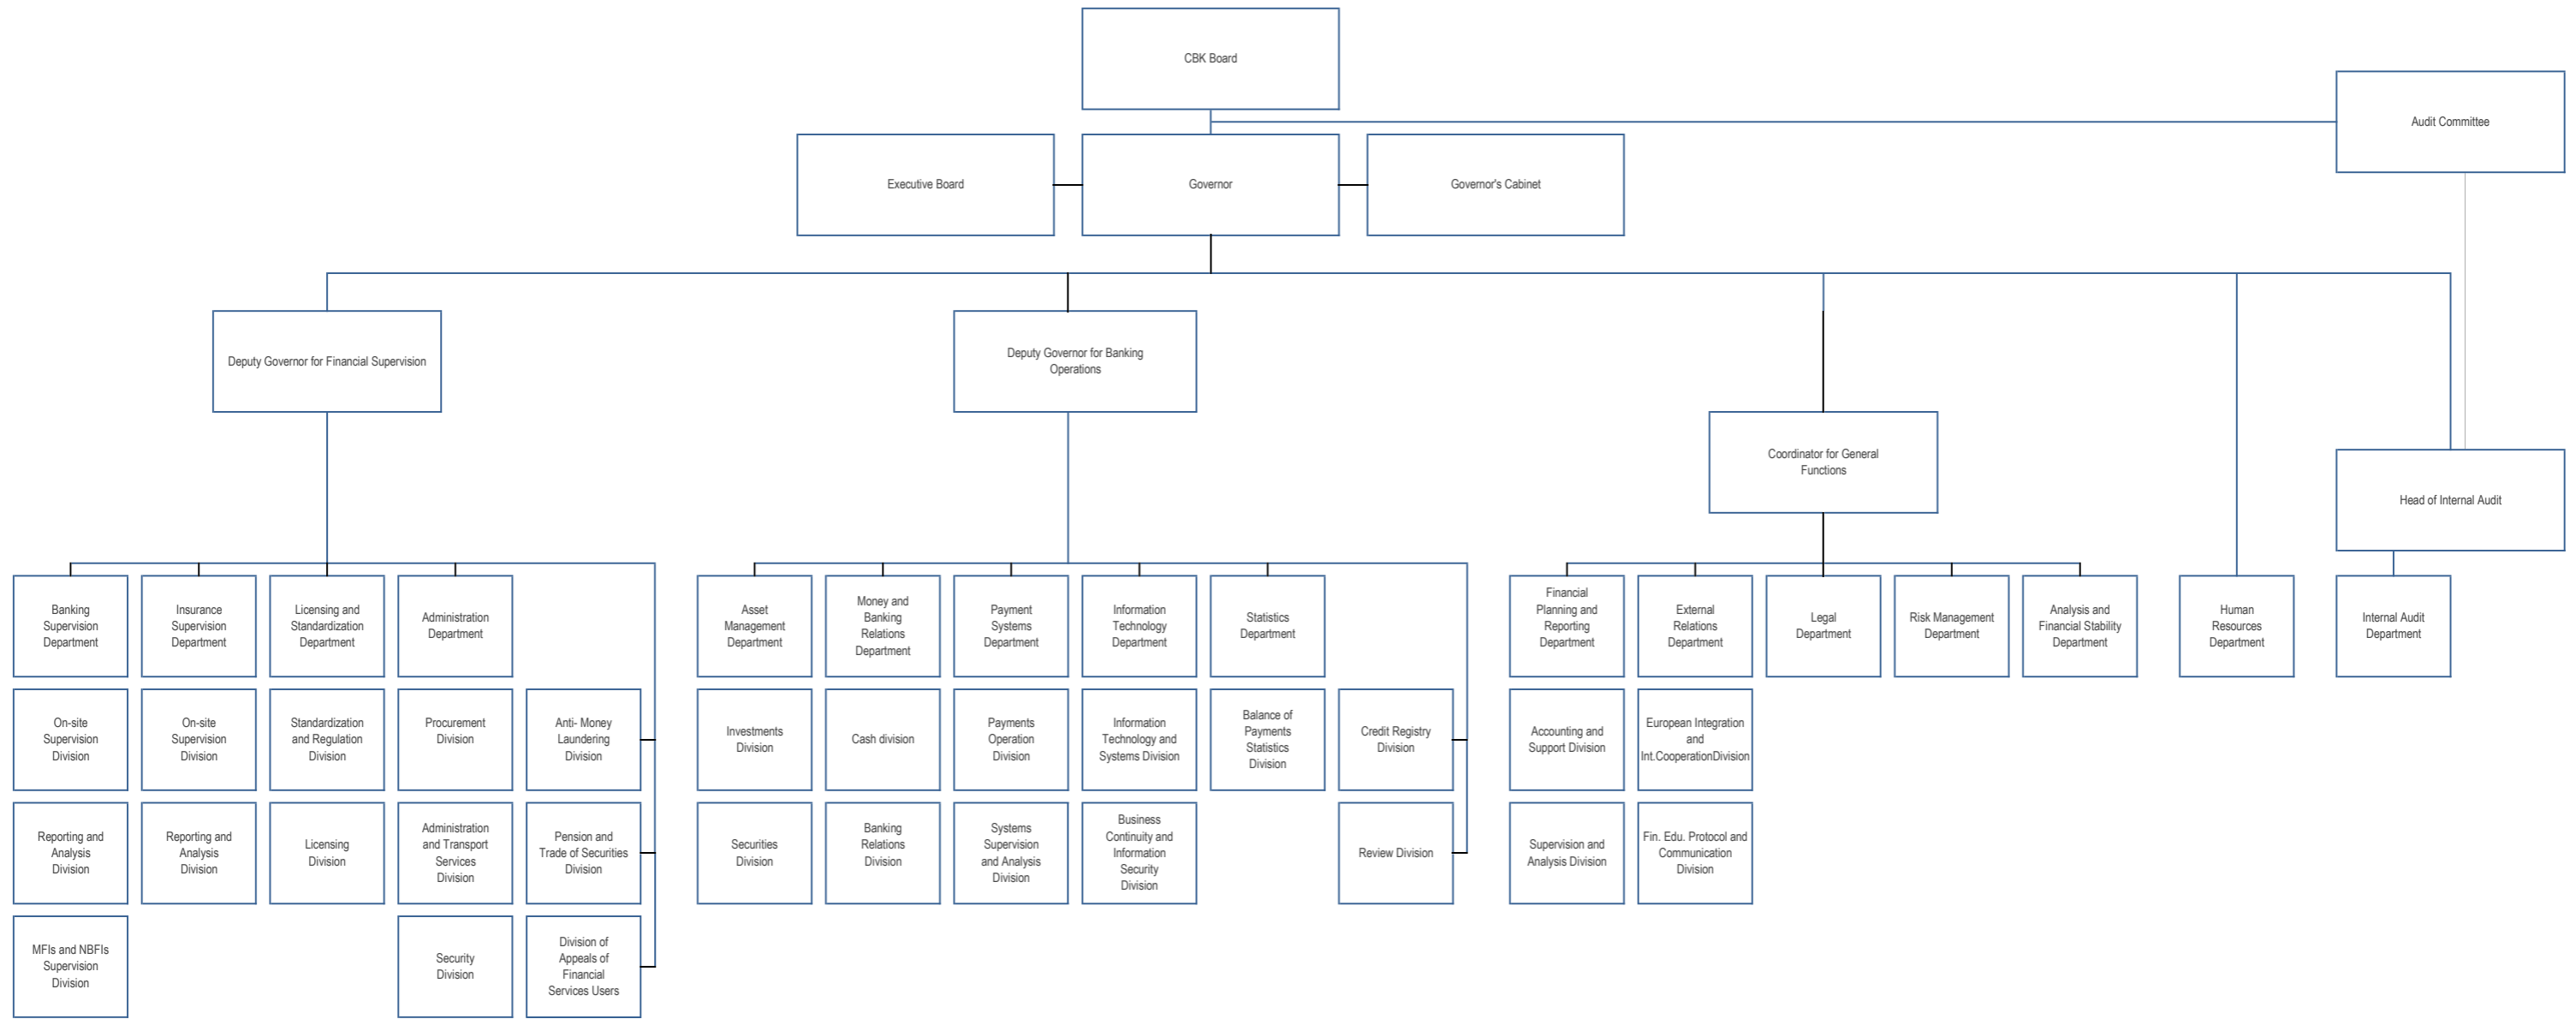 CBK Board
Audit Committee
Executive Board
Governor
Governor's Cabinet
Deputy Governor for Financial Supervision
Deputy Governor for Banking
Operations
Coordinator for General
Functions
Head of Internal Audit
Banking
Supervision
Department
Insurance
Supervision
Department
Licensing and
Standardization
Department
Administration
Department
Asset
Management
Department
Money and
Banking
Relations
Department
Payment
Systems
Department
Information
Technology
Department
Statistics
Department
Financial
Planning and
Reporting
Department
External
Relations
Department
Legal
Department
Risk Management
Department
Analysis and
Financial Stability
Department
Human
Resources
Department
Internal Audit
Department
On-site
Supervision
Division
On-site
Supervision
Division
Standardization
and Regulation
Division
Procurement
Division
Anti- Money
Laundering
Division
Investments
Division
Cash division
Payments
Operation
Division
Information
Technology and
Systems Division
Balance of
Payments
Statistics
Division
Credit Registry
Division
Accounting and
Support Division
European Integration
and
Int.CooperationDivision
Reporting and
Analysis
Division
Reporting and
Analysis
Division
Licensing
Division
Administration
and Transport
Services
Division
Pension and
Trade of Securities
Division
Securities
Division
Banking
Relations
Division
Systems
Supervision
and Analysis
Division
Business
Continuity and
Information
Security
Division
Review Division
Supervision and
Analysis Division
Fin. Edu. Protocol and
Communication
Division
MFIs and NBFIs
Supervision
Division
Security
Division
Division of
Appeals of
Financial
Services Users